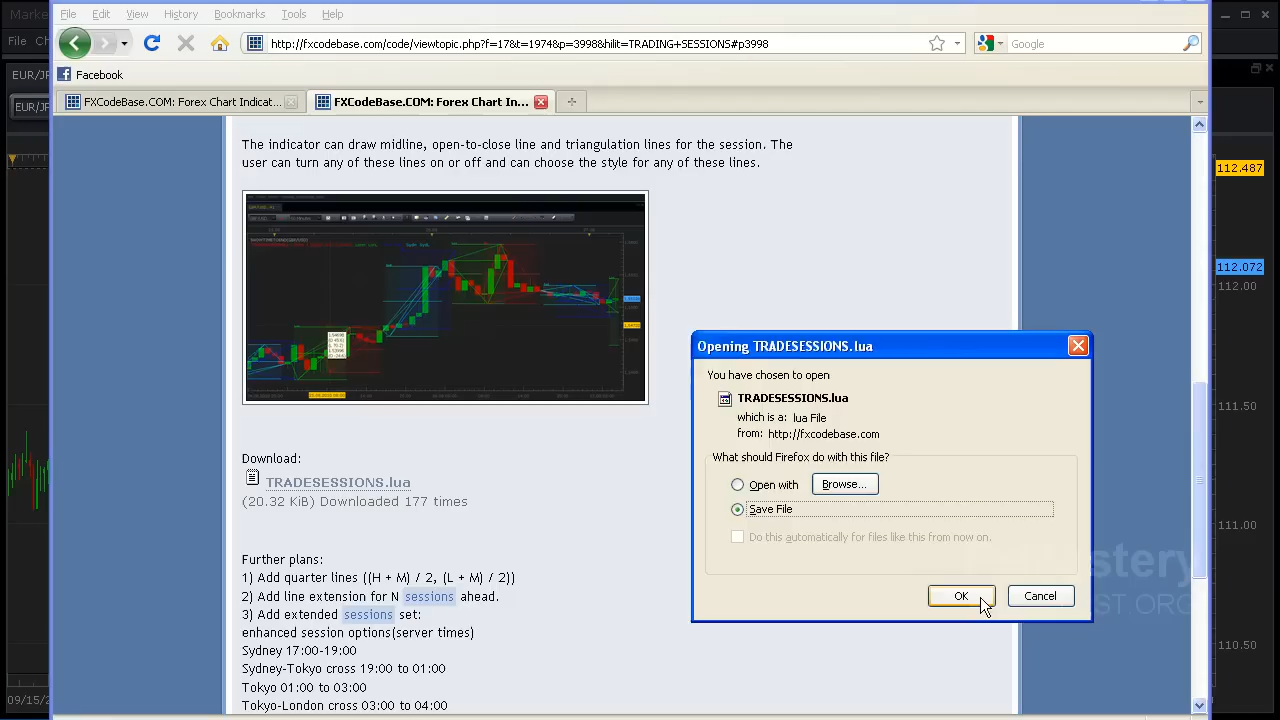 File Edit View History Bookmarks Tools Help
http://fxcodebase.com/code/viewtopic.php?f=17&t=1974&p=3998&hilit=TRADING+SESSIONS#p3998
Google
Facebook
EUR/JP
FXCodeBase.COM: Forex Chart Indicat...
FXCodeBase.COM: Forex Chart In...
EUR/JP
The indicator can draw midline, open-to-close line and triangulation lines for the session. The
user can turn any of these lines on or off and can choose the style for any of these lines.
112.487
112.072
112.00
111.50
111.00
110.50
09/15/2
Opening TRADESESSIONS.lua
You have chosen to open
TRADESESSIONS.lua
which is a: lua File
from: http://fxcodebase.com
What should Firefox do with this file?
Open with
Browse...
Save File
Do this automatically for files like this from now on.
OK
Cancel
Download:
TRADESESSIONS.lua
(20.32 KiB) Downloaded 177 times
Further plans:
1) Add quarter lines ((H + M) / 2, (L + M) / 2))
2) Add line extension for N sessions ahead.
3) Add extended sessions set
enhanced session options(server times)
Sydney 17:00-19:00
Sydney-Tokyo cross 19:00 to 01:00
Tokyo 01:00 to 03:00
Tokyo-London cross 03:00 to 04:00